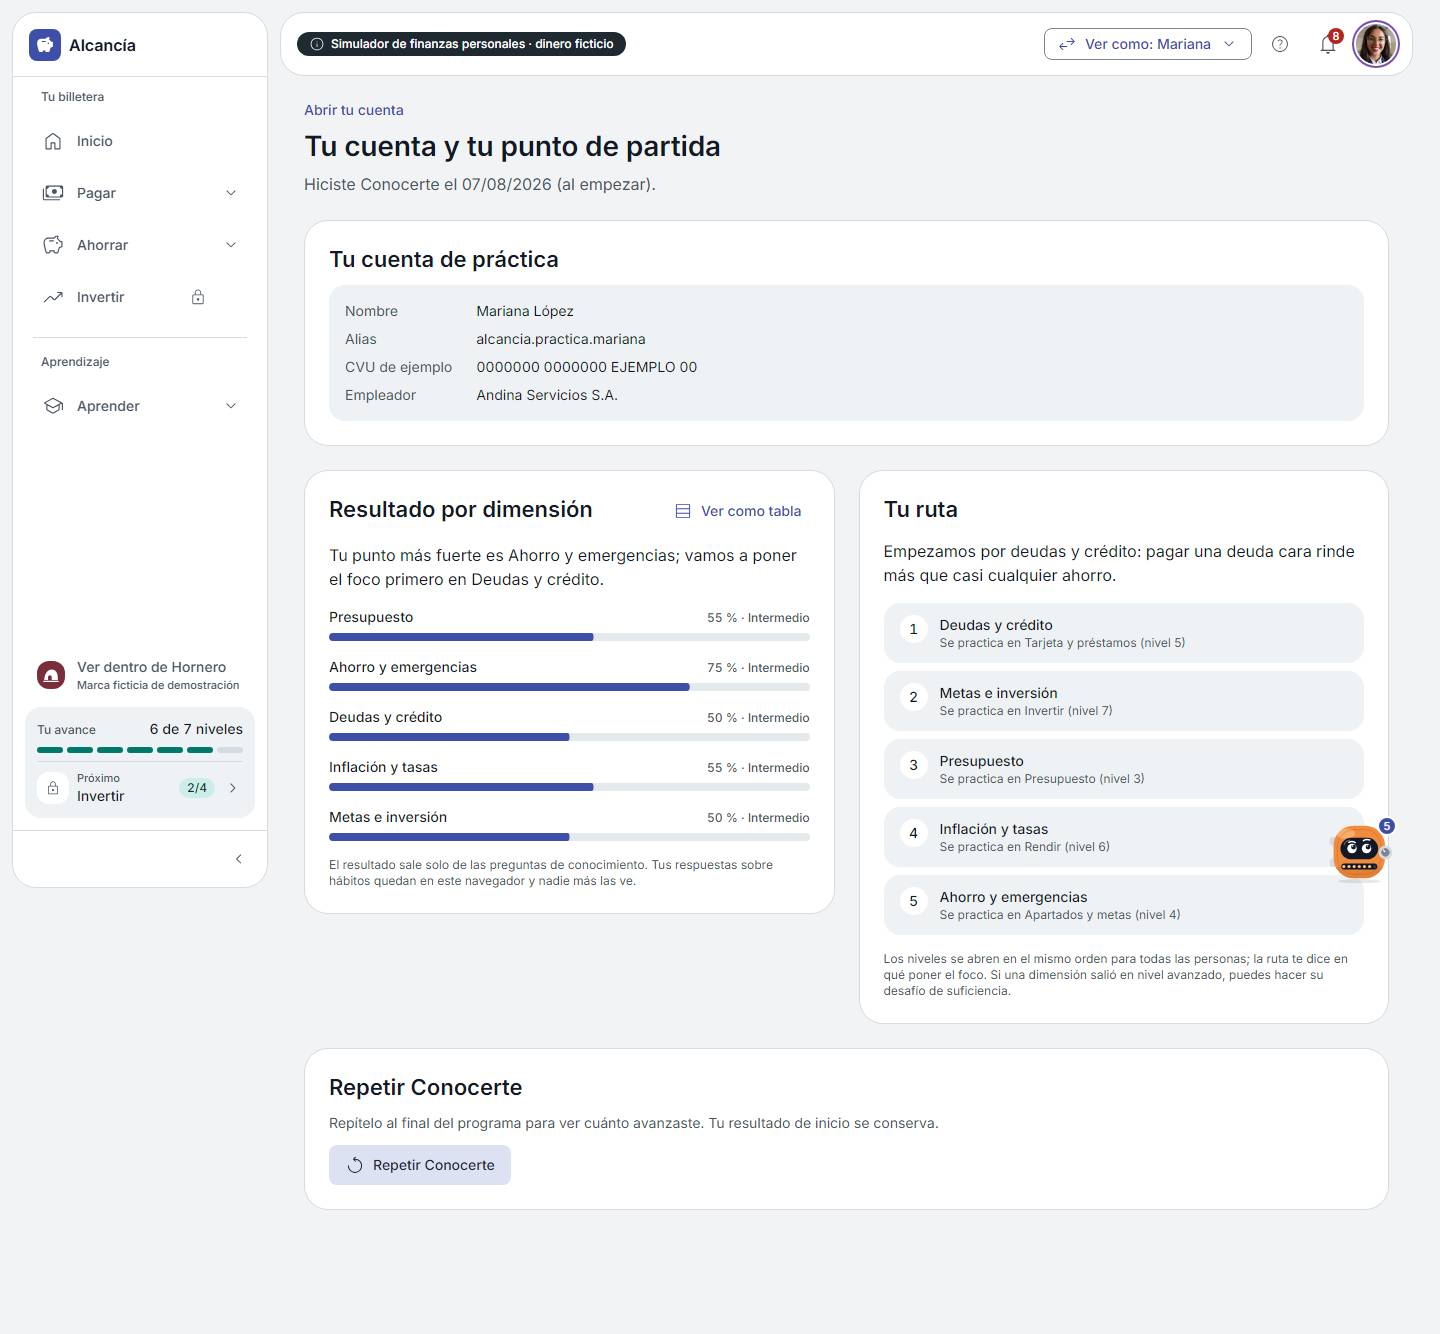 Alcancía
Tu billetera
Inicio
Pagar
Ahorrar
Invertir
Aprendizaje
Aprender
Ver dentro de Hornero
Marca ficticia de demostración
Tu avance
6 de 7 niveles
Próximo
Invertir
2/4
Simulador de finanzas personales · dinero ficticio
Ver como: Mariana
8
Abrir tu cuenta
Tu cuenta y tu punto de partida
Hiciste Conocerte el 07/08/2026 (al empezar).
Tu cuenta de práctica
Nombre Mariana López
Alias alcancia.practica.mariana
CVU de ejemplo 0000000 0000000 EJEMPLO 00
Empleador Andina Servicios S.A.
Resultado por dimensión
Ver como tabla
Tu punto más fuerte es Ahorro y emergencias; vamos a poner
el foco primero en Deudas y crédito.
Presupuesto 55 % · Intermedio
Ahorro y emergencias 75 % · Intermedio
Deudas y crédito 50 % · Intermedio
Inflación y tasas 55 % · Intermedio
Metas e inversión 50 % · Intermedio
El resultado sale solo de las preguntas de conocimiento. Tus respuestas sobre
hábitos quedan en este navegador y nadie más las ve.
Tu ruta
Empezamos por deudas y crédito: pagar una deuda cara rinde
más que casi cualquier ahorro.
1 Deudas y crédito
Se practica en Tarjeta y préstamos (nivel 5)
2 Metas e inversión
Se practica en Invertir (nivel 7)
3 Presupuesto
Se practica en Presupuesto (nivel 3)
4 Inflación y tasas
Se practica en Rendir (nivel 6)
5
5 Ahorro y emergencias
Se practica en Apartados y metas (nivel 4)
Los niveles se abren en el mismo orden para todas las personas; la ruta te dice en
qué poner el foco. Si una dimensión salió en nivel avanzado, puedes hacer su
desafío de suficiencia.
Repetir Conocerte
Repítelo al final del programa para ver cuánto avanzaste. Tu resultado de inicio se conserva.
Repetir Conocerte